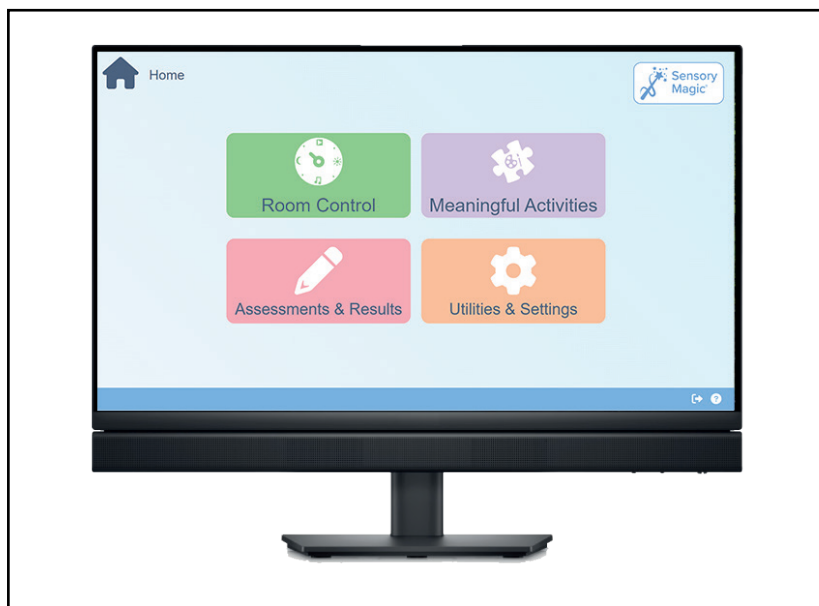 Home
Sensory
Magic®
Room Control
Meaningful Activities
Assessments & Results
Utilities & Settings
?